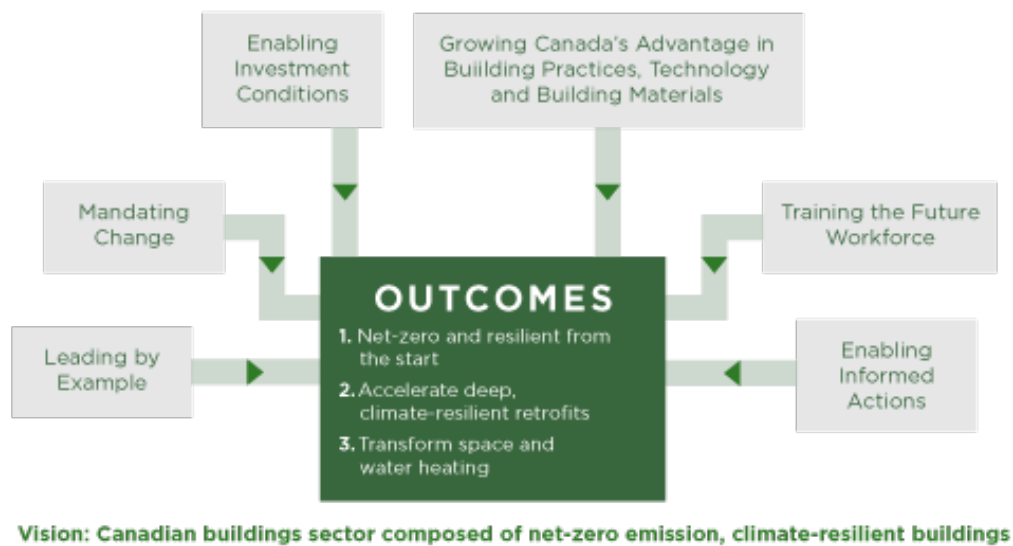 Enabling
Investment
Conditions
Growing Canada's Advantage in
Buiilding Practices, Technology
and Building Materials
Mandating
Change
Training the Future
Workforce
Leading by
Example
Enabling
Informed
Actions
OUTCOMES
1. Net-zero and resilient from
the start
2. Accelerate deep,
climate-resilient retrofits
3. Transform space and
water heating
Vision: Canadian buildings sector composed of net-zero emission, climate-resilient buildings